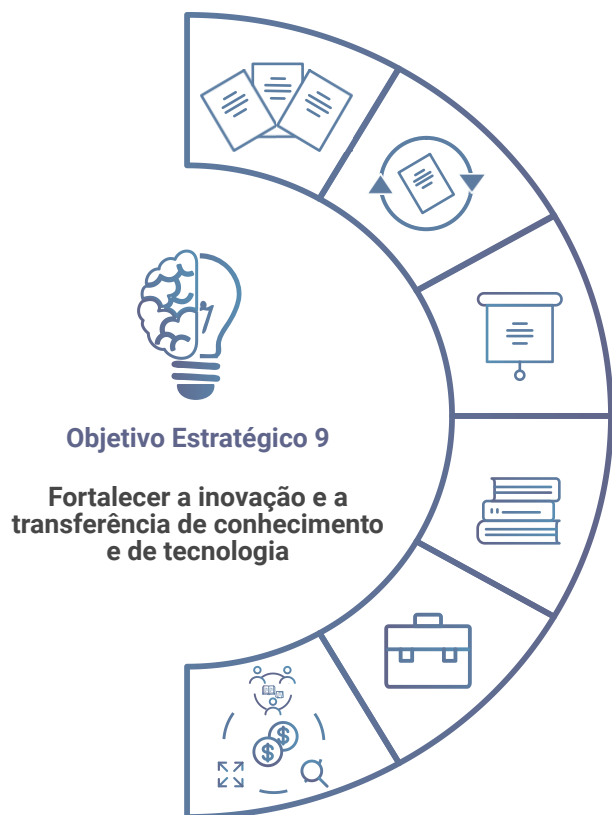 Objetivo Estratégico 9
Fortalecer a inovação e a
transferência de conhecimento
e de tecnologia
$
$